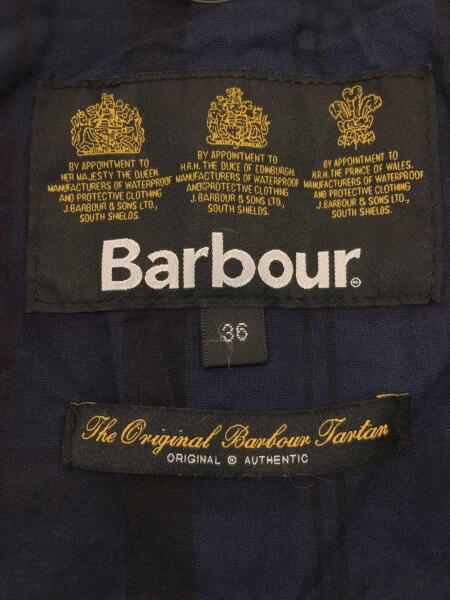 BY APPOINTMENT TO
HER MAJESTY THE QUEEN
MANUFACTURERS OF WATERPROOF
AND PROTECTIVE CLOTHING
J. BARBOUR & SONS LTD.,
SOUTH SHIELDS.
BY APPOINTMENT TO
H.R.H. THE DUKE OF EDINBURGH
MANUFACTURERS OF WATERPROOF
AND PROTECTIVE CLOTHING
J. BARBOUR & SONS LTD.,
SOUTH SHIELDS.
BY APPOINTMENT TO
H.R.H. THE PRINCE OF WALES.
MANUFACTURERS OF WATERPROOF
AND PROTECTIVE CLOTHING
J. BARBOUR & SONS LTD.,
SOUTH SHIELDS.
Barbour®
36
The Original Barbour Tartan
ORIGINAL ® AUTHENTIC